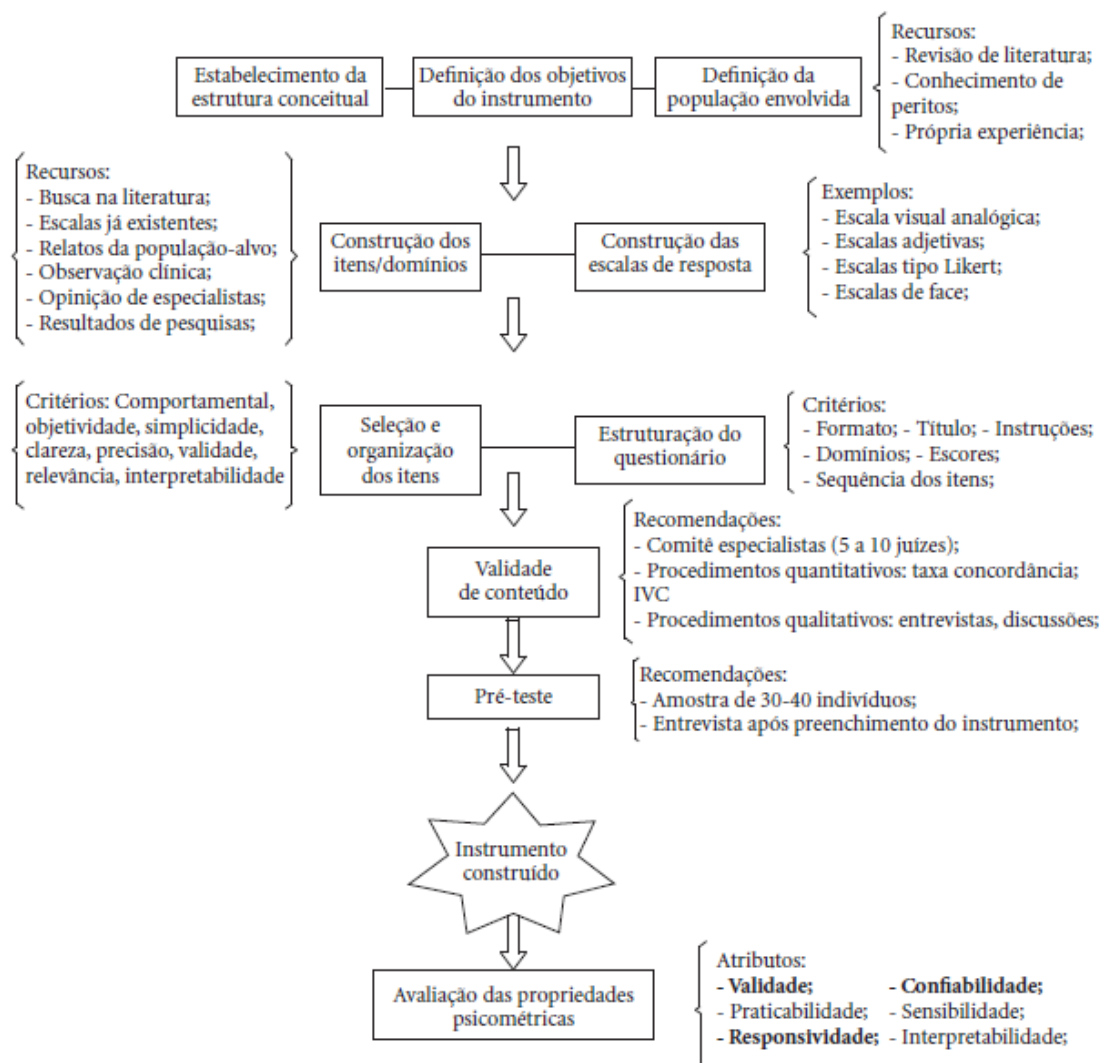 Estabelecimento da
estrutura conceitual
Definição dos objetivos
do instrumento
Definição da
população envolvida
Recursos:
- Revisão de literatura;
- Conhecimento de
peritos;
- Própria experiência;
Recursos:
- Busca na literatura;
- Escalas já existentes;
- Relatos da população-alvo;
- Observação clínica;
- Opinião de especialistas;
- Resultados de pesquisas;
Construção dos
itens/domínios
Construção das
escalas de resposta
Exemplos:
- Escala visual analógica;
- Escalas adjetivas;
- Escalas tipo Likert;
- Escalas de face;
Critérios: Comportamental,
objetividade, simplicidade,
clareza, precisão, validade,
relevância, interpretabilidade
Seleção e
organização
dos itens
Estruturação do
questionário
Critérios:
- Formato; - Título; - Instruções;
- Domínios; - Escores;
- Sequência dos itens;
Validade
de conteúdo
Recomendações:
- Comitê especialistas (5 a 10 juízes);
- Procedimentos quantitativos: taxa concordância;
IVC
- Procedimentos qualitativos: entrevistas, discussões;
Pré-teste
Recomendações:
- Amostra de 30-40 indivíduos;
- Entrevista após preenchimento do instrumento;
Instrumento
construído
Avaliação das propriedades
psicométricas
Atributos:
- Validade; - Confiabilidade;
- Praticabilidade; - Sensibilidade;
- Responsividade; - Interpretabilidade;